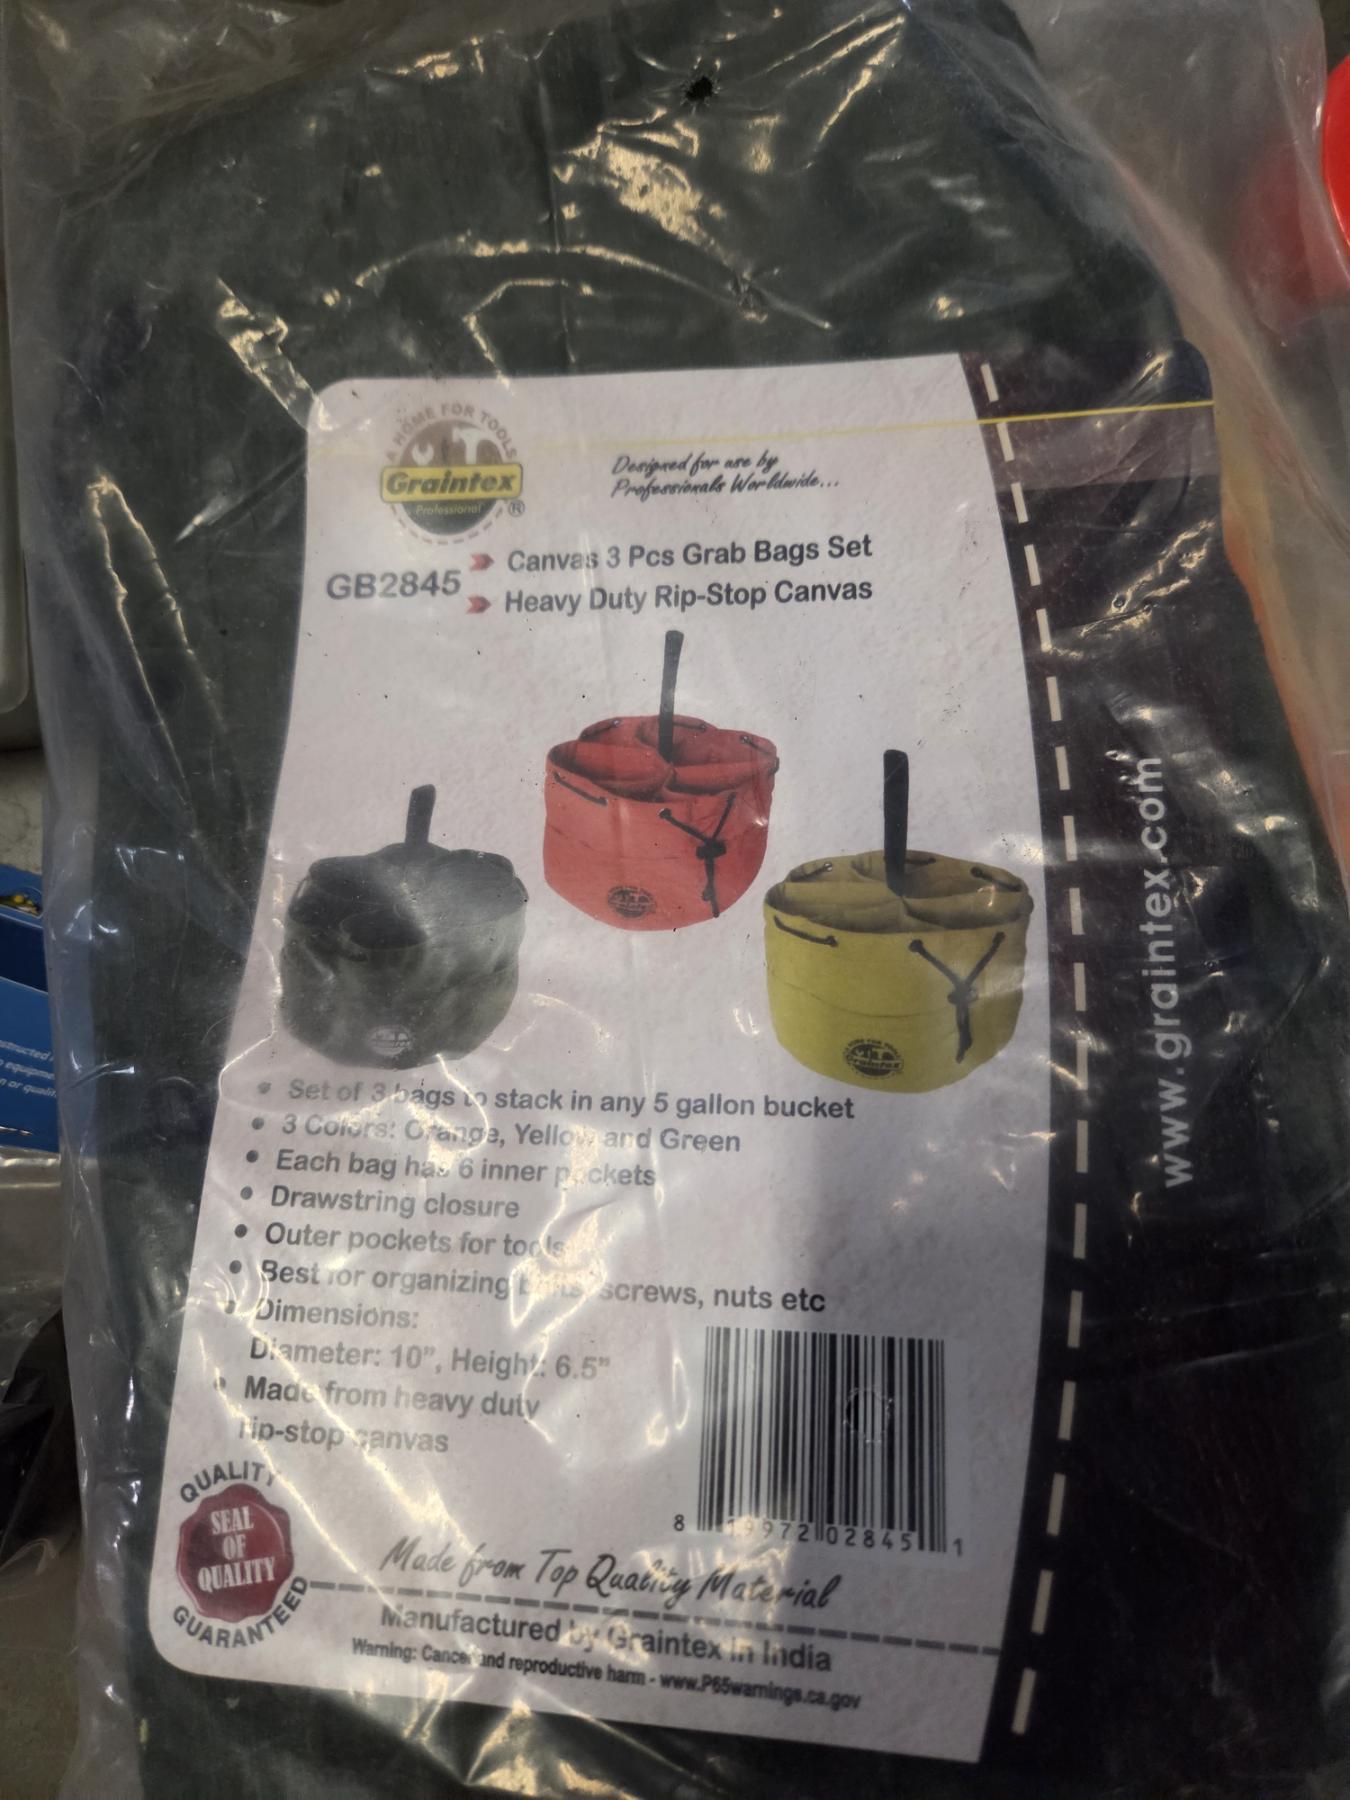 A HOME FOR TOOLS
Graintex
Professional
®
Designed for use by
Professionals Worldwide...
GB2845
Canvas 3 Pcs Grab Bags Set
Heavy Duty Rip-Stop Canvas
Graintex
• Set of 3 bags to stack in any 5 gallon bucket
• 3 Colors: Orange, Yellow and Green
• Each bag has 6 inner pockets
• Drawstring closure
• Outer pockets for tools
• Best for organizing screws, nuts etc
• Dimensions:
Diameter: 10", Height: 6.5"
• Made from heavy duty
rip-stop canvas
QUALITY
SEAL
OF
QUALITY
GUARANTEED
8 19972 02845 1
Made from Top Quality Material
Manufactured by Graintex in India
Warning: Cancer and reproductive harm - www.P65warnings.ca.gov
www.graintex.com